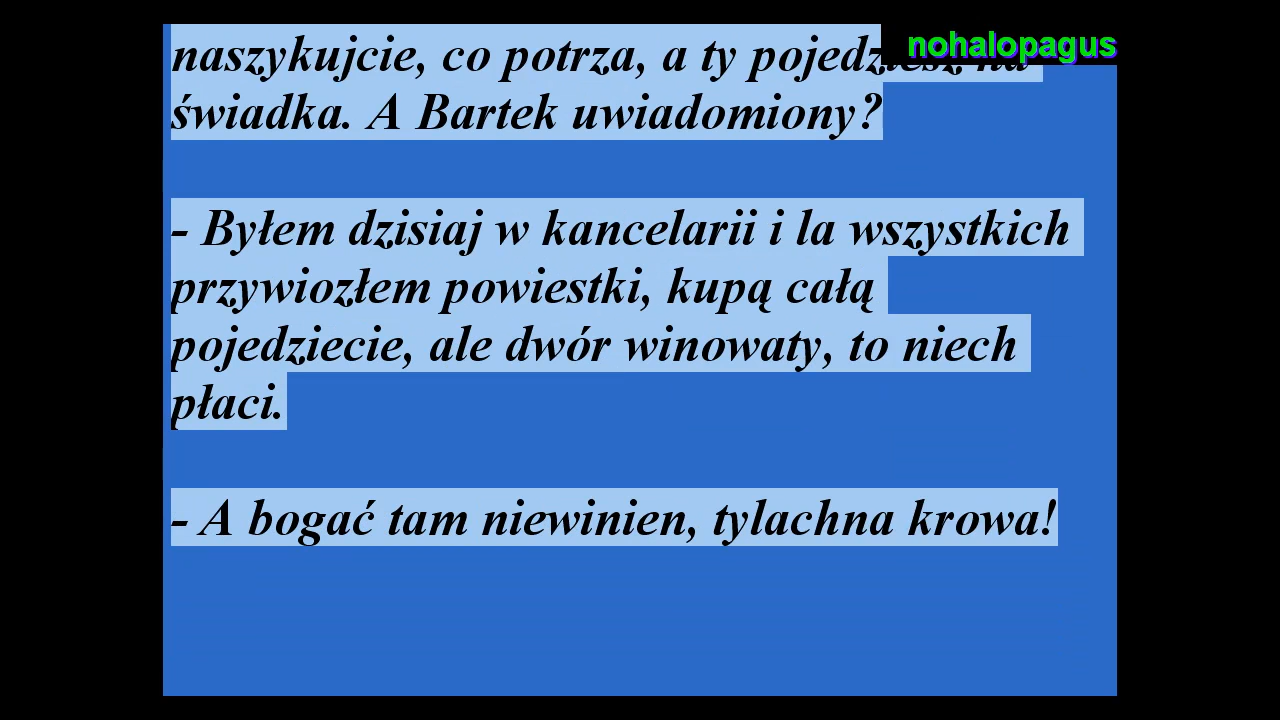 nohalopagus
naszykujcie, co potrza, a ty pojedziesz na
świadka. A Bartek uwiadomiony?
- Byłem dzisiaj w kancelarii i la wszystkich
przywiozłem powiestki, kupą całą
pojedziecie, ale dwór winowaty, to niech
płaci.
- A bogać tam niewinien, tylachna krowa!